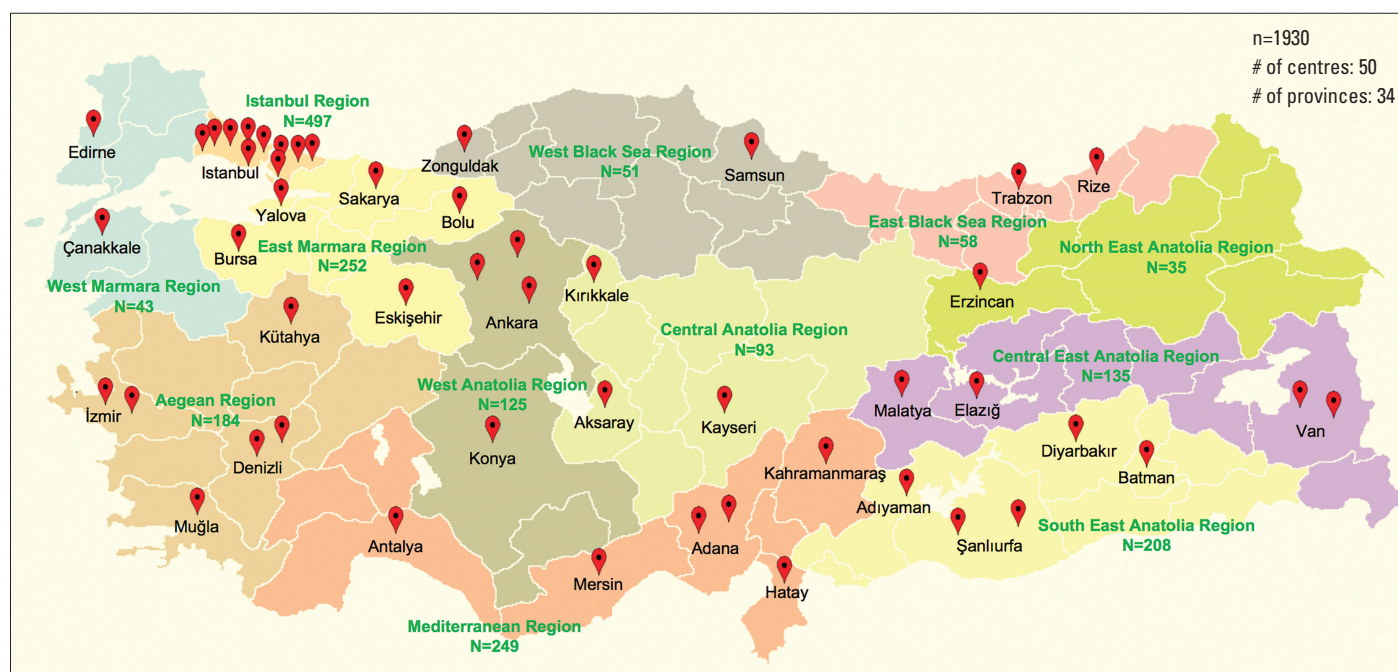 n=1930
# of centres: 50
# of provinces: 34
Istanbul Region
N=497
Edirne
Istanbul
Zonguldak
West Black Sea Region
N=51
Samsun
Trabzon
Rize
Yalova
Sakarya
Bolu
East Black Sea Region
N=58
North East Anatolia Region
N=35
Çanakkale
Bursa
East Marmara Region
N=252
West Marmara Region
N=43
Eskişehir
Ankara
Kırıkkale
Erzincan
Kütahya
Central Anatolia Region
N=93
Central East Anatolia Region
N=135
İzmir
Aegean Region
N=184
West Anatolia Region
N=125
Aksaray
Kayseri
Malatya
Elazığ
Van
Denizli
Konya
Kahramanmaraş
Diyarbakır
Batman
Muğla
Antalya
Adana
Adıyaman
Şanlıurfa
South East Anatolia Region
N=208
Mersin
Hatay
Mediterranean Region
N=249